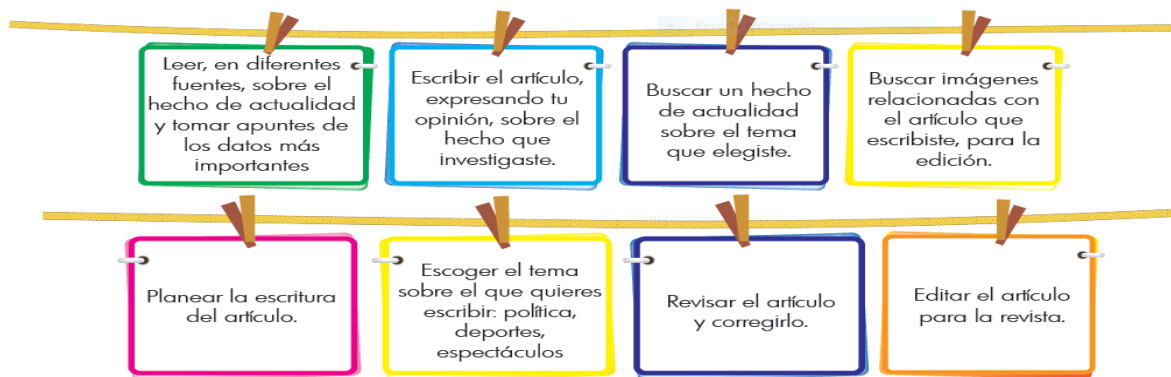 Leer, en diferentes
fuentes, sobre el
hecho de actualidad
y tomar apuntes de
los datos más
importantes
Escribir el artículo,
expresando tu
opinión, sobre el
hecho que
investigaste.
Buscar un hecho
de actualidad
sobre el tema
que elegiste.
Buscar imágenes
relacionadas con
el artículo que
escribiste, para la
edición.
Planear la escritura
del artículo.
Escoger el tema
sobre el que quieres
escribir: política,
deportes,
espectáculos
Revisar el artículo
y corregirlo.
Editar el artículo
para la revista.